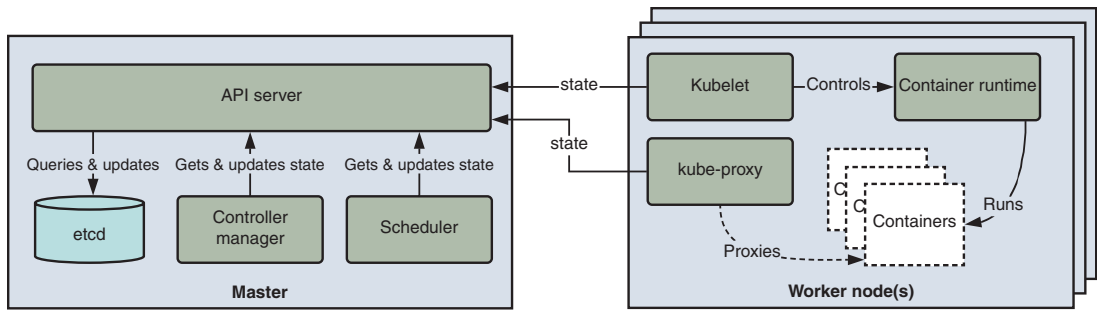 API server
Queries & updates
Gets & updates state
Gets & updates state
etcd
Controller
manager
Scheduler
Master
state
state
Kubelet
Controls
Container runtime
kube-proxy
C
C
Containers
Runs
Proxies
Worker node(s)